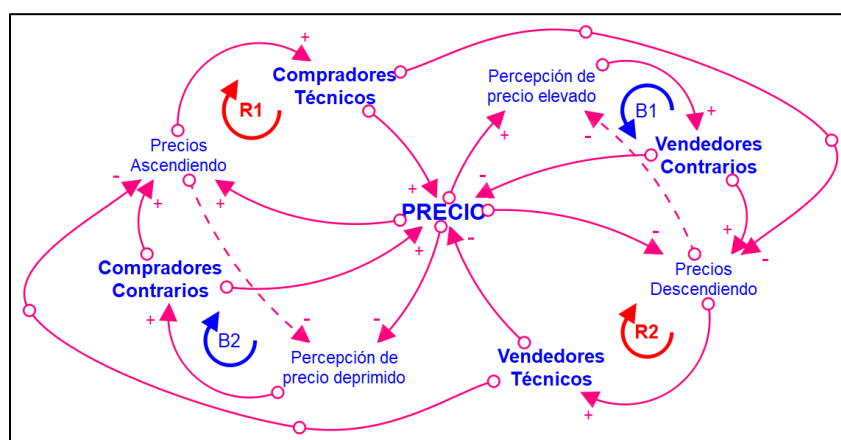 +
Compradores
Técnicos
Percepción de
precio elevado
R1
B1
+
+
Precios
Ascendiendo
-
Vendedores
Contrarios
-
+
+
-
+
PRECIO
+
-
-
+
-
Compradores
Contrarios
+
Precios
Descendiendo
+
B2
-
-
Percepción de
precio deprimido
Vendedores
Técnicos
R2
+